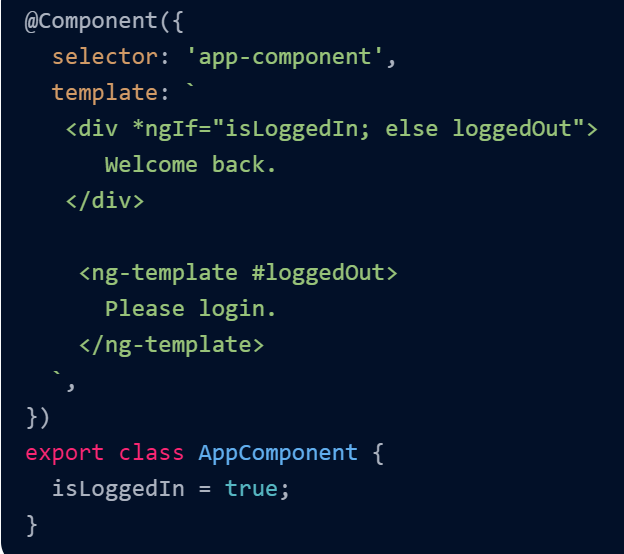 @Component({
  selector: 'app-component',
  template: `
   <div *ngIf="isLoggedIn; else loggedOut">
      Welcome back.
   </div>

    <ng-template #loggedOut>
      Please login.
    </ng-template>
  `,
})
export class AppComponent {
  isLoggedIn = true;
}